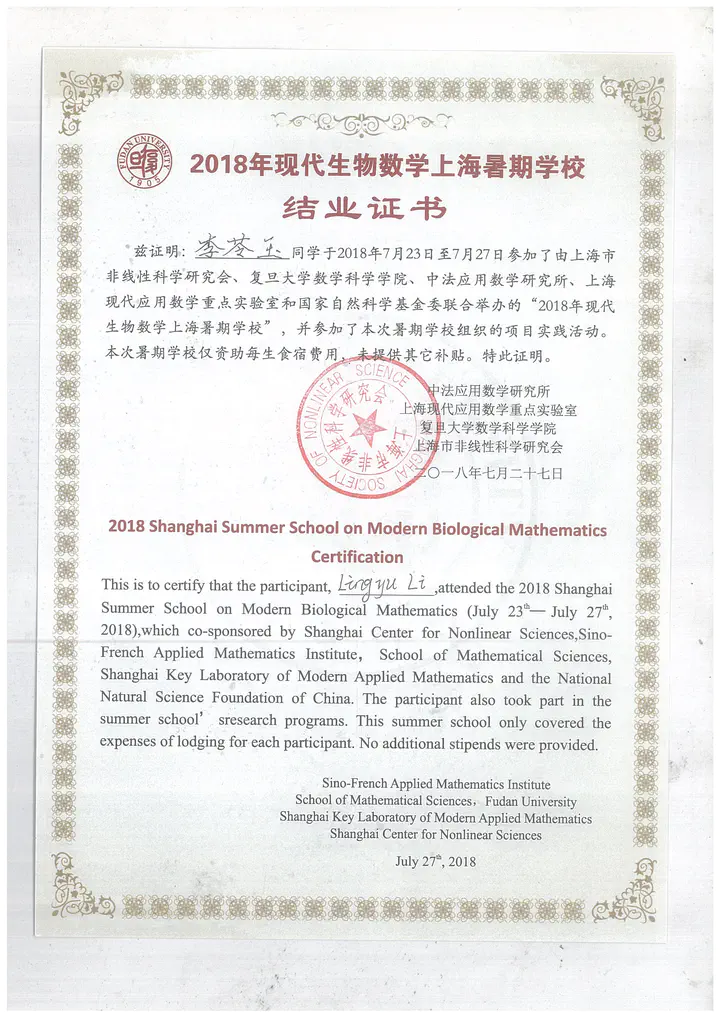 FUDAN UNIVERSITY
1905
2018年现代生物数学上海暑期学校
结业证书
兹证明：李苓玉同学于2018年7月23日至7月27日参加了由上海市
非线性科学研究会、复旦大学数学科学学院、中法应用数学研究所、上海
现代应用数学重点实验室和国家自然科学基金委联合举办的“2018年现代
生物数学上海暑期学校”，并参加了本次暑期学校组织的项目实践活动。
本次暑期学校仅资助每生食宿费用，未提供其它补贴。特此证明。
中法应用数学研究所
上海现代应用数学重点实验室
复旦大学数学科学学院
上海市非线性科学研究会
二〇一八年七月二十七日
SHANGHAI SOCIETY OF NONLINEAR SCIENCE
上海市非线性科学研究会
2018 Shanghai Summer School on Modern Biological Mathematics
Certification
This is to certify that the participant, Lingyu Li ,attended the 2018 Shanghai
Summer School on Modern Biological Mathematics (July 23th— July 27th,
2018),which co-sponsored by Shanghai Center for Nonlinear Sciences,Sino-
French Applied Mathematics Institute， School of Mathematical Sciences,
Shanghai Key Laboratory of Modern Applied Mathematics and the National
Natural Science Foundation of China. The participant also took part in the
summer school’ sresearch programs. This summer school only covered the
expenses of lodging for each participant. No additional stipends were provided.
Sino-French Applied Mathematics Institute
School of Mathematical Sciences，Fudan University
Shanghai Key Laboratory of Modern Applied Mathematics
Shanghai Center for Nonlinear Sciences
July 27th, 2018